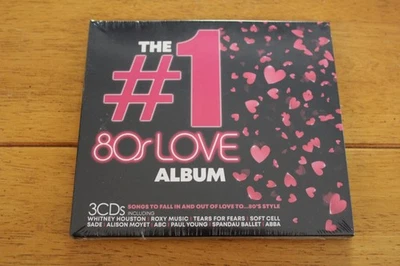 THE
#1
80s LOVE
ALBUM
3CDs SONGS TO FALL IN AND OUT OF LOVE TO...80'S STYLE
INCLUDING
WHITNEY HOUSTON | ROXY MUSIC | TEARS FOR FEARS | SOFT CELL
SADE | ALISON MOYET | ABC | PAUL YOUNG | SPANDAU BALLET | ABBA